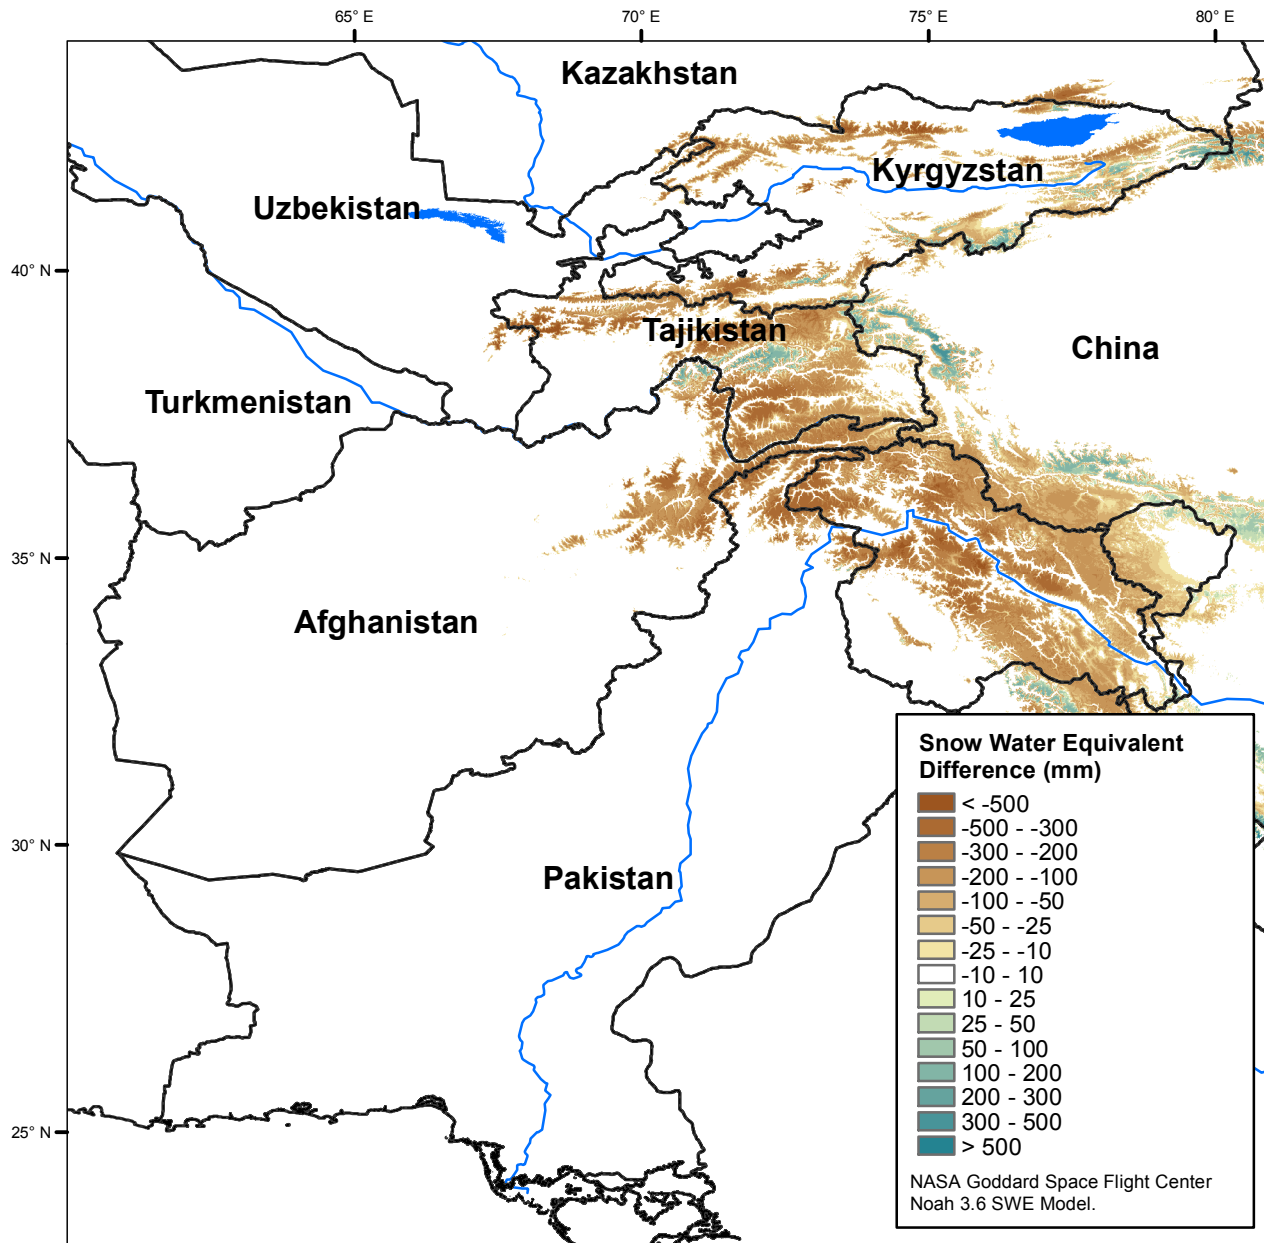 65° E
70° E
75° E
80° E
Kazakhstan
Kyrgyzstan
Uzbekistan
40° N
Tajikistan
China
Turkmenistan
35° N
Afghanistan
Snow Water Equivalent
Difference (mm)
< -500
-500 - -300
-300 - -200
-200 - -100
-100 - -50
-50 - -25
-25 - -10
-10 - 10
10 - 25
25 - 50
50 - 100
100 - 200
200 - 300
300 - 500
> 500
30° N
Pakistan
25° N
NASA Goddard Space Flight Center
Noah 3.6 SWE Model.